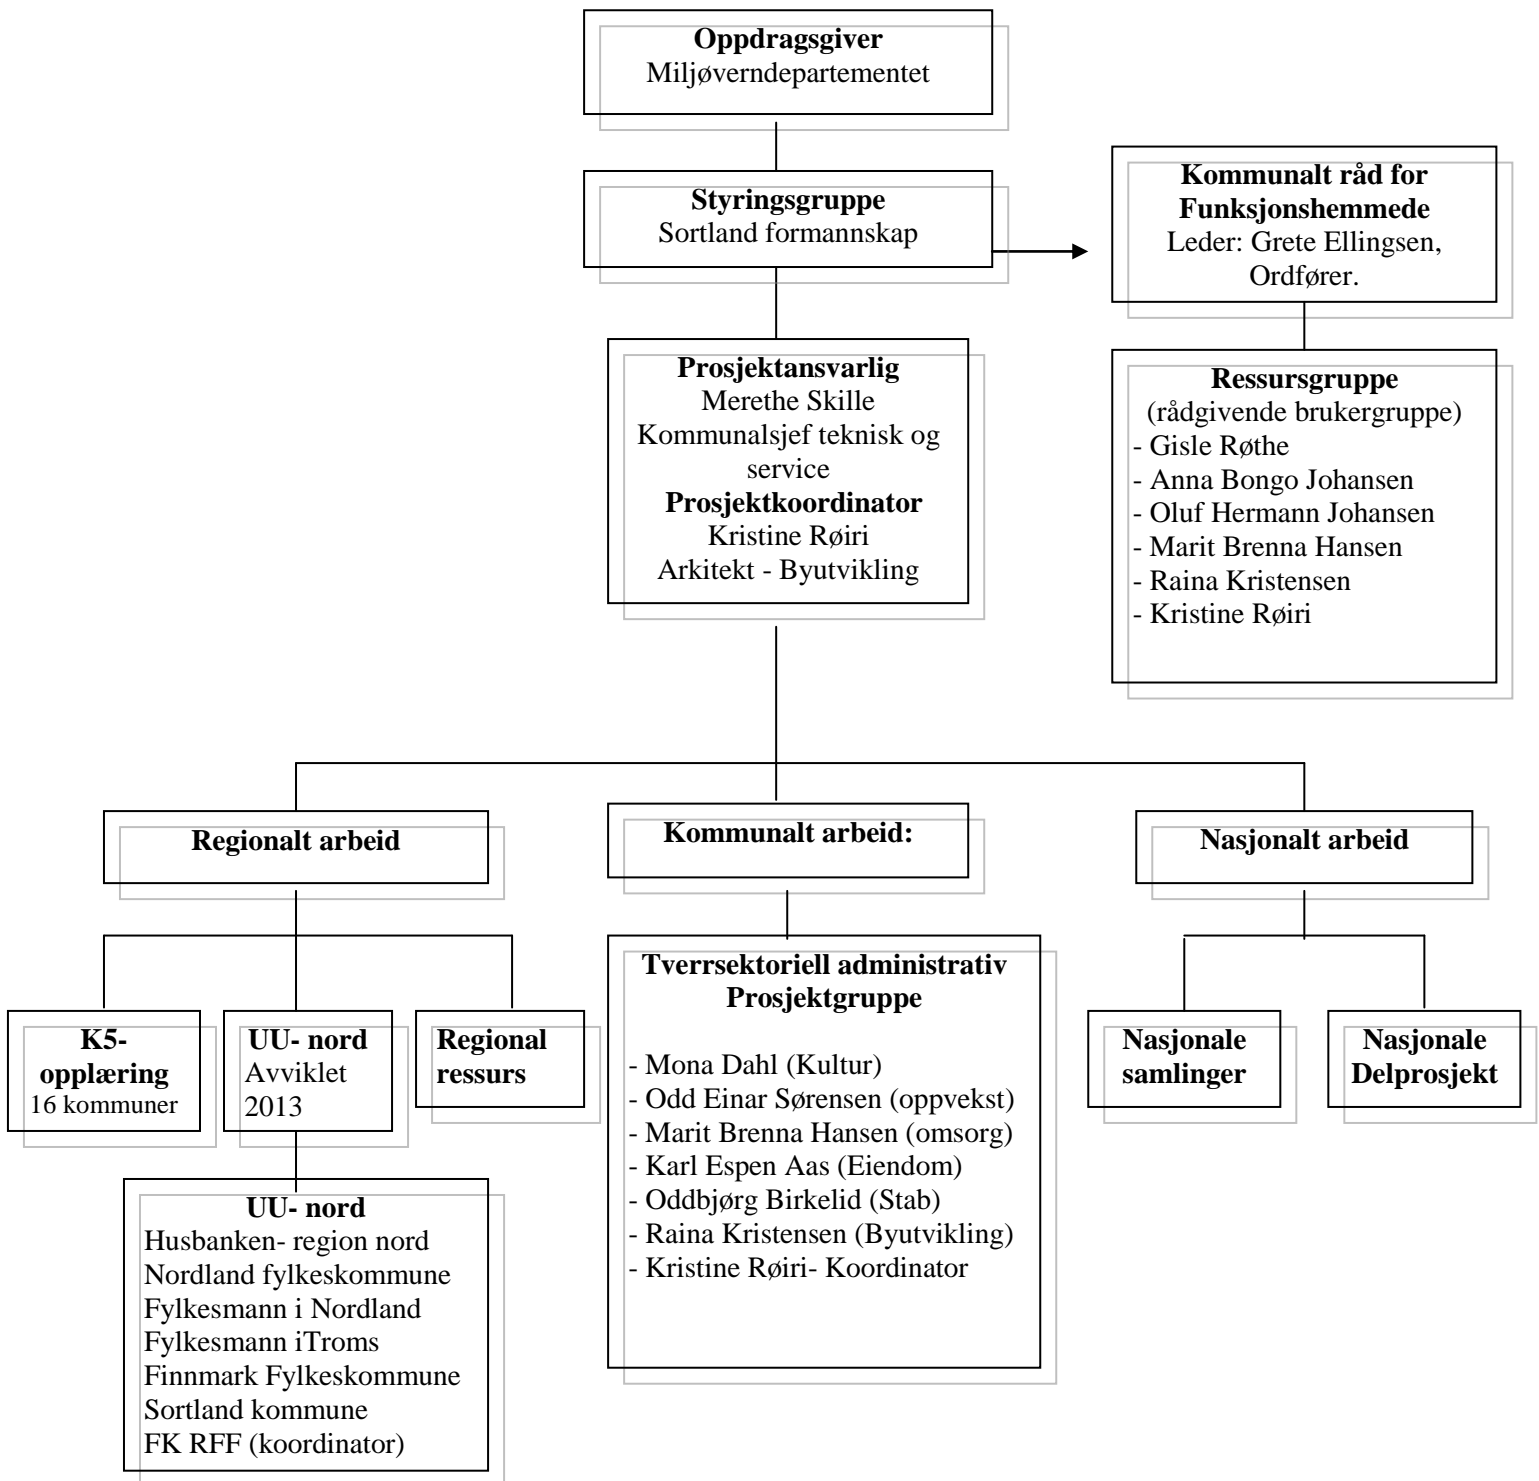 Oppdragsgiver
Miljøverndepartementet
Styringsgruppe
Sortland formannskap
Kommunalt råd for
Funksjonshemmede
Leder: Grete Ellingsen,
Ordfører.
Prosjektansvarlig
Merethe Skille
Kommunalsjef teknisk og
service
Prosjektkoordinator
Kristine Røiri
Arkitekt - Byutvikling
Ressursgruppe
(rådgivende brukergruppe)
- Gisle Røthe
- Anna Bongo Johansen
- Oluf Hermann Johansen
- Marit Brenna Hansen
- Raina Kristensen
- Kristine Røiri
Regionalt arbeid
Kommunalt arbeid:
Nasjonalt arbeid
K5-
opplæring
16 kommuner
UU- nord
Avviklet
2013
Regional
ressurs
UU- nord
Husbanken- region nord
Nordland fylkeskommune
Fylkesmann i Nordland
Fylkesmann iTroms
Finnmark Fylkeskommune
Sortland kommune
FK RFF (koordinator)
Tverrsektoriell administrativ
Prosjektgruppe
- Mona Dahl (Kultur)
- Odd Einar Sørensen (oppvekst)
- Marit Brenna Hansen (omsorg)
- Karl Espen Aas (Eiendom)
- Oddbjørg Birkelid (Stab)
- Raina Kristensen (Byutvikling)
- Kristine Røiri- Koordinator
Nasjonale
samlinger
Nasjonale
Delprosjekt